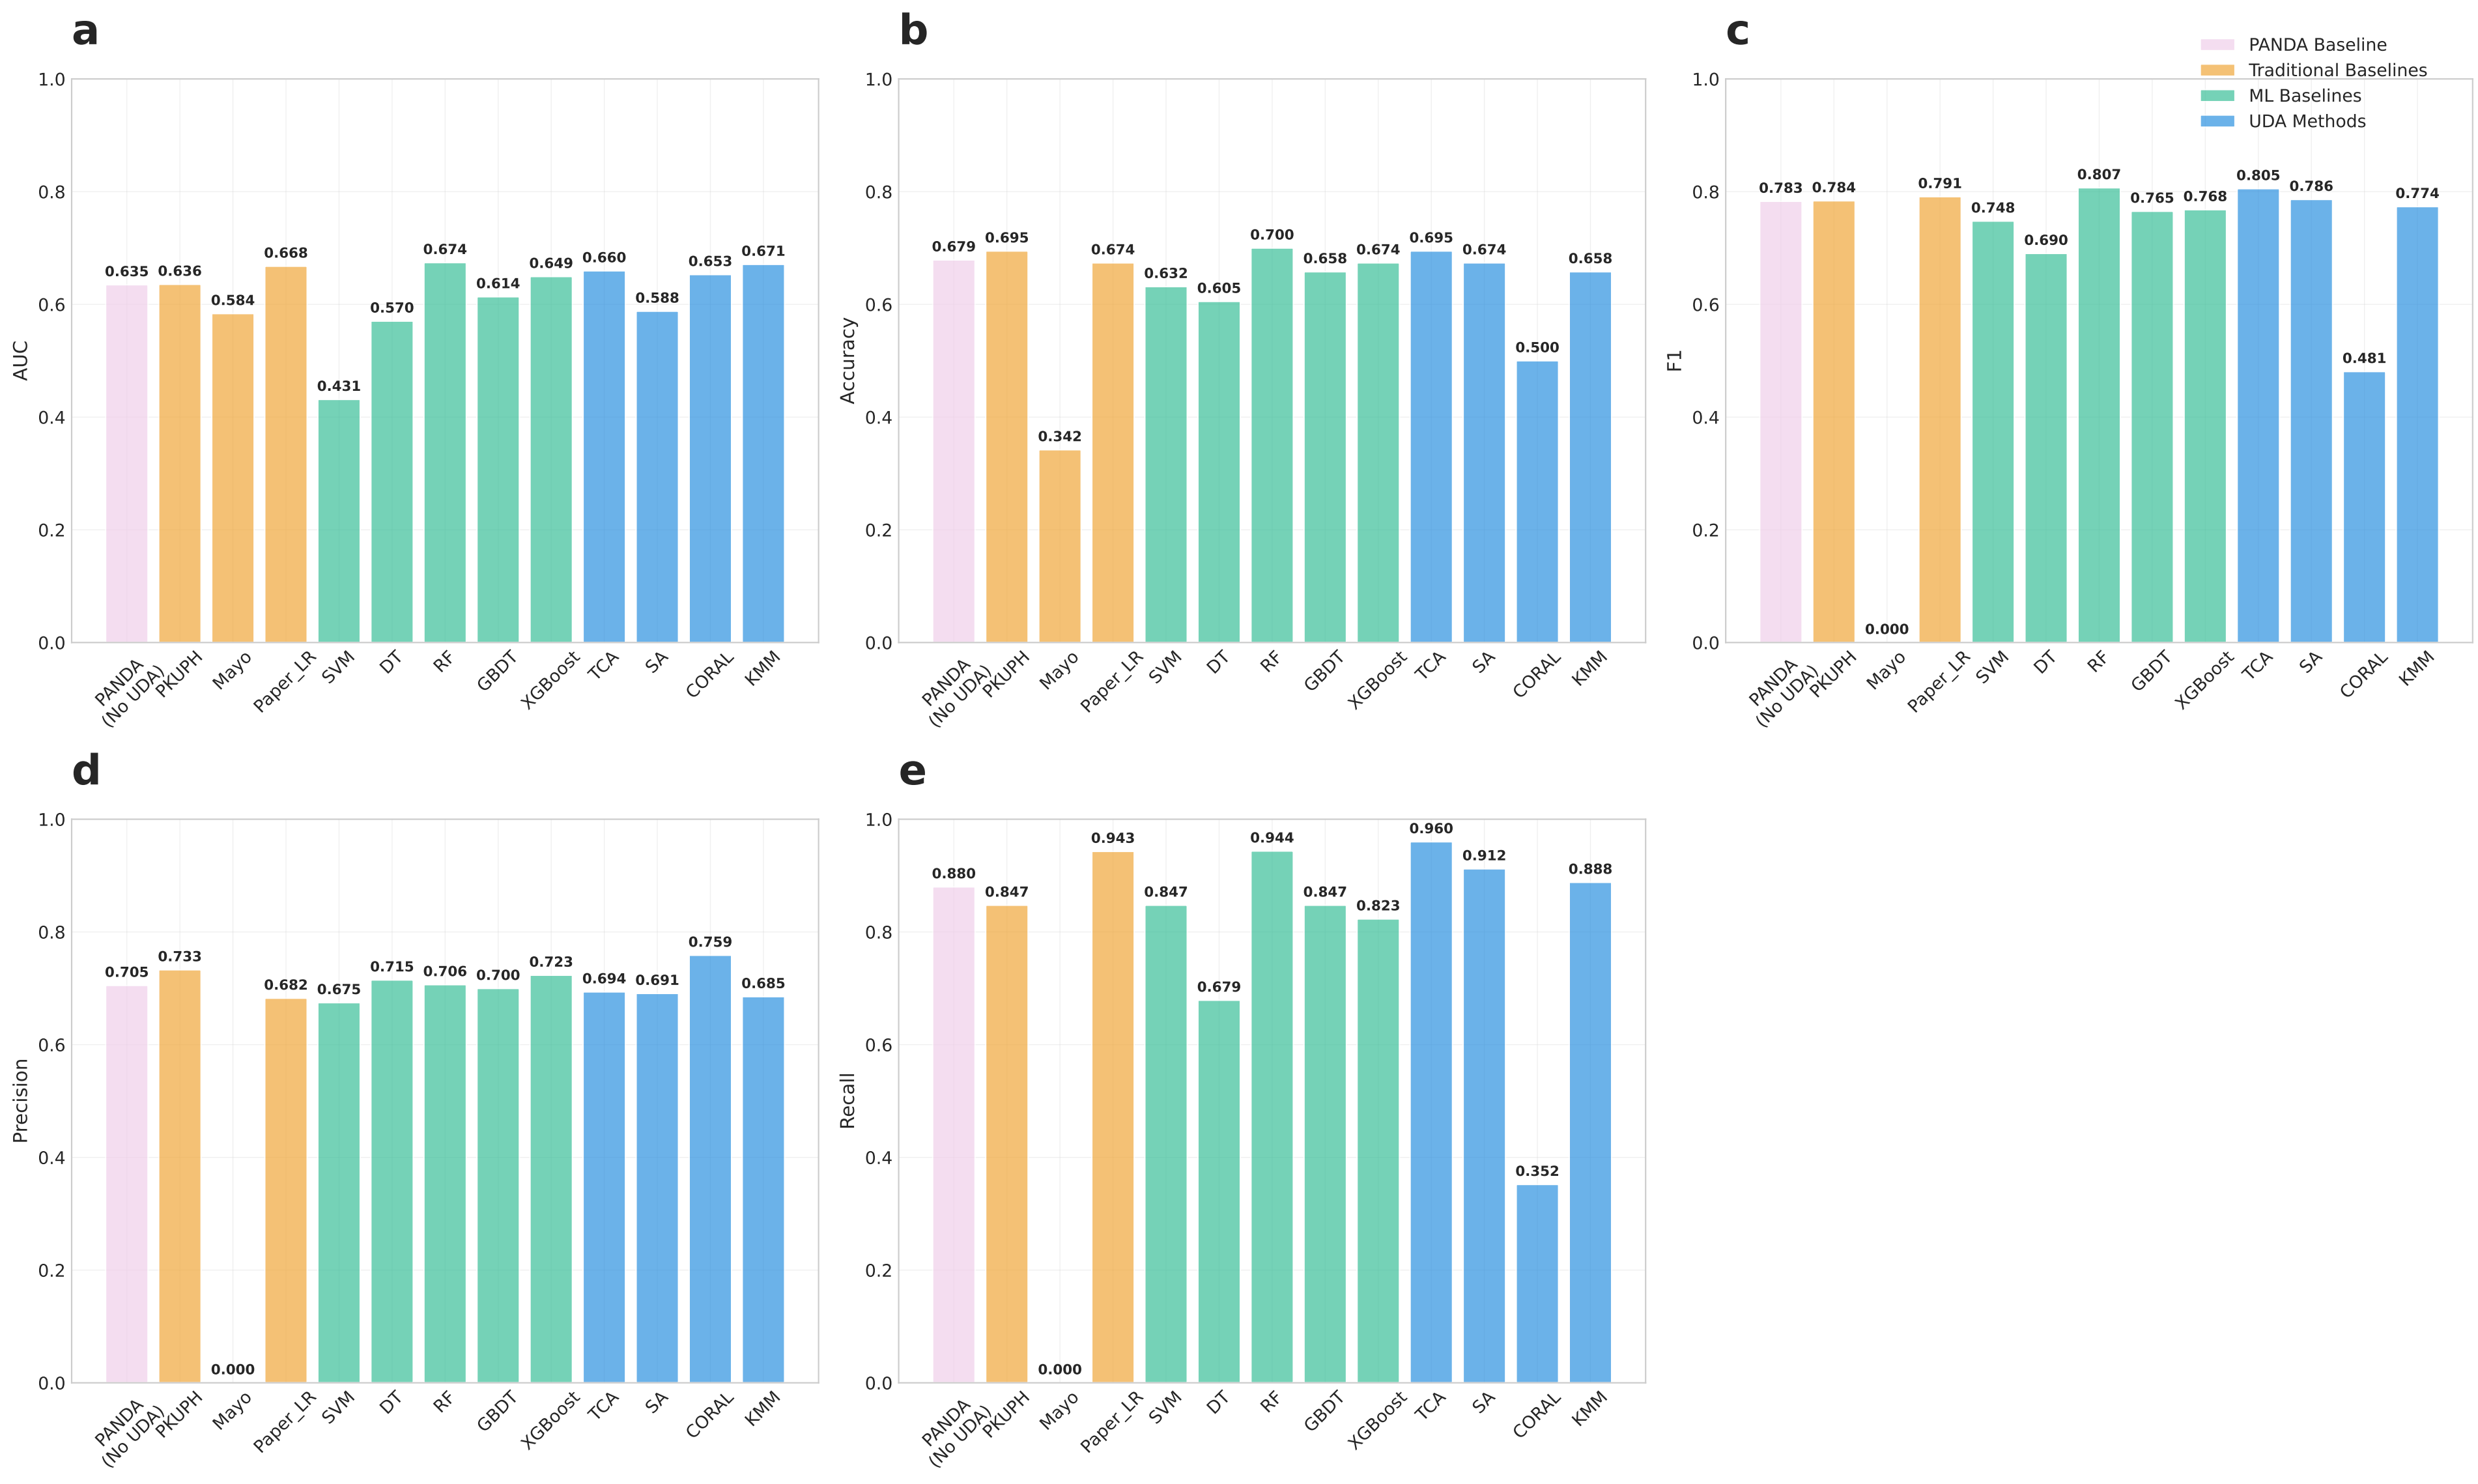 a
1.0
0.8
0.6
0.4
0.2
0.0
AUC
0.635
0.636
0.584
0.668
0.431
0.570
0.674
0.614
0.649
0.660
0.588
0.653
0.671
PANDA
(No UDA)
PKUPH
Mayo
Paper_LR
SVM
DT
RF
GBDT
XGBoost
TCA
SA
CORAL
KMM
b
1.0
0.8
0.6
0.4
0.2
0.0
Accuracy
0.679
0.695
0.342
0.674
0.632
0.605
0.700
0.658
0.674
0.695
0.674
0.500
0.658
PANDA
(No UDA)
PKUPH
Mayo
Paper_LR
SVM
DT
RF
GBDT
XGBoost
TCA
SA
CORAL
KMM
c
PANDA Baseline
Traditional Baselines
ML Baselines
UDA Methods
1.0
0.8
0.6
0.4
0.2
0.0
F1
0.783
0.784
0.000
0.791
0.748
0.690
0.807
0.765
0.768
0.805
0.786
0.481
0.774
PANDA
(No UDA)
PKUPH
Mayo
Paper_LR
SVM
DT
RF
GBDT
XGBoost
TCA
SA
CORAL
KMM
d
1.0
0.8
0.6
0.4
0.2
0.0
Precision
0.705
0.733
0.000
0.682
0.675
0.715
0.706
0.700
0.723
0.694
0.691
0.759
0.685
PANDA
(No UDA)
PKUPH
Mayo
Paper_LR
SVM
DT
RF
GBDT
XGBoost
TCA
SA
CORAL
KMM
e
1.0
0.8
0.6
0.4
0.2
0.0
Recall
0.880
0.847
0.000
0.943
0.847
0.679
0.944
0.847
0.823
0.960
0.912
0.352
0.888
PANDA
(No UDA)
PKUPH
Mayo
Paper_LR
SVM
DT
RF
GBDT
XGBoost
TCA
SA
CORAL
KMM